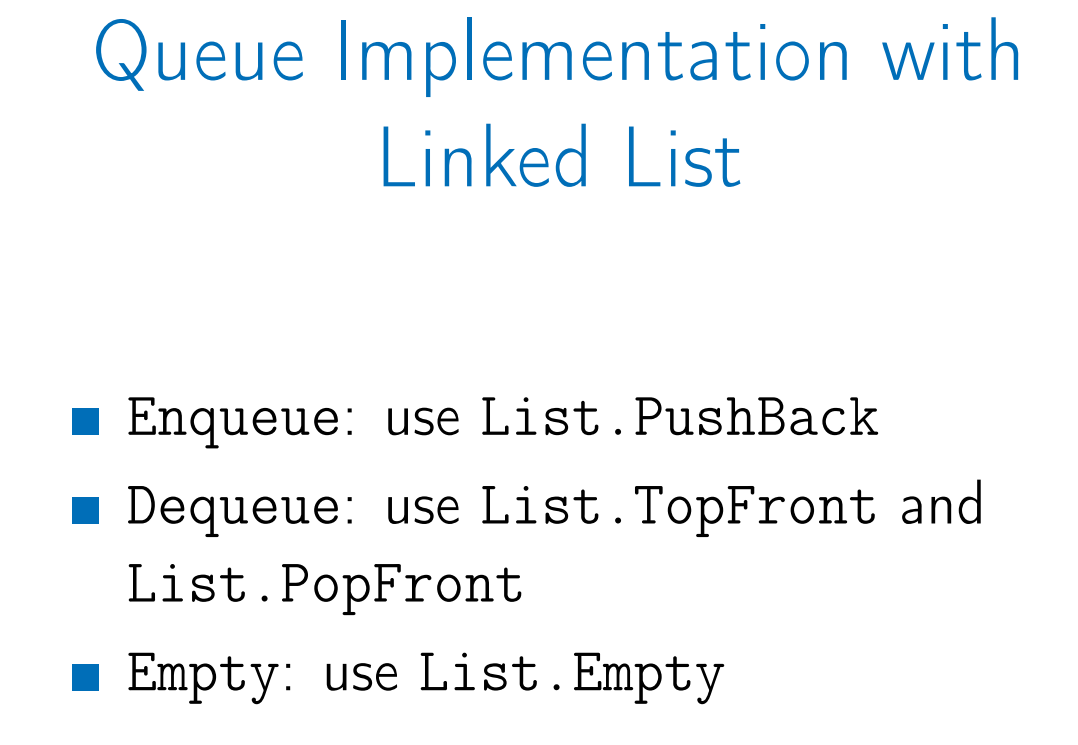 Queue Implementation with
Linked List
Enqueue: use List.PushBack
Dequeue: use List.TopFront and
List.PopFront
Empty: use List.Empty